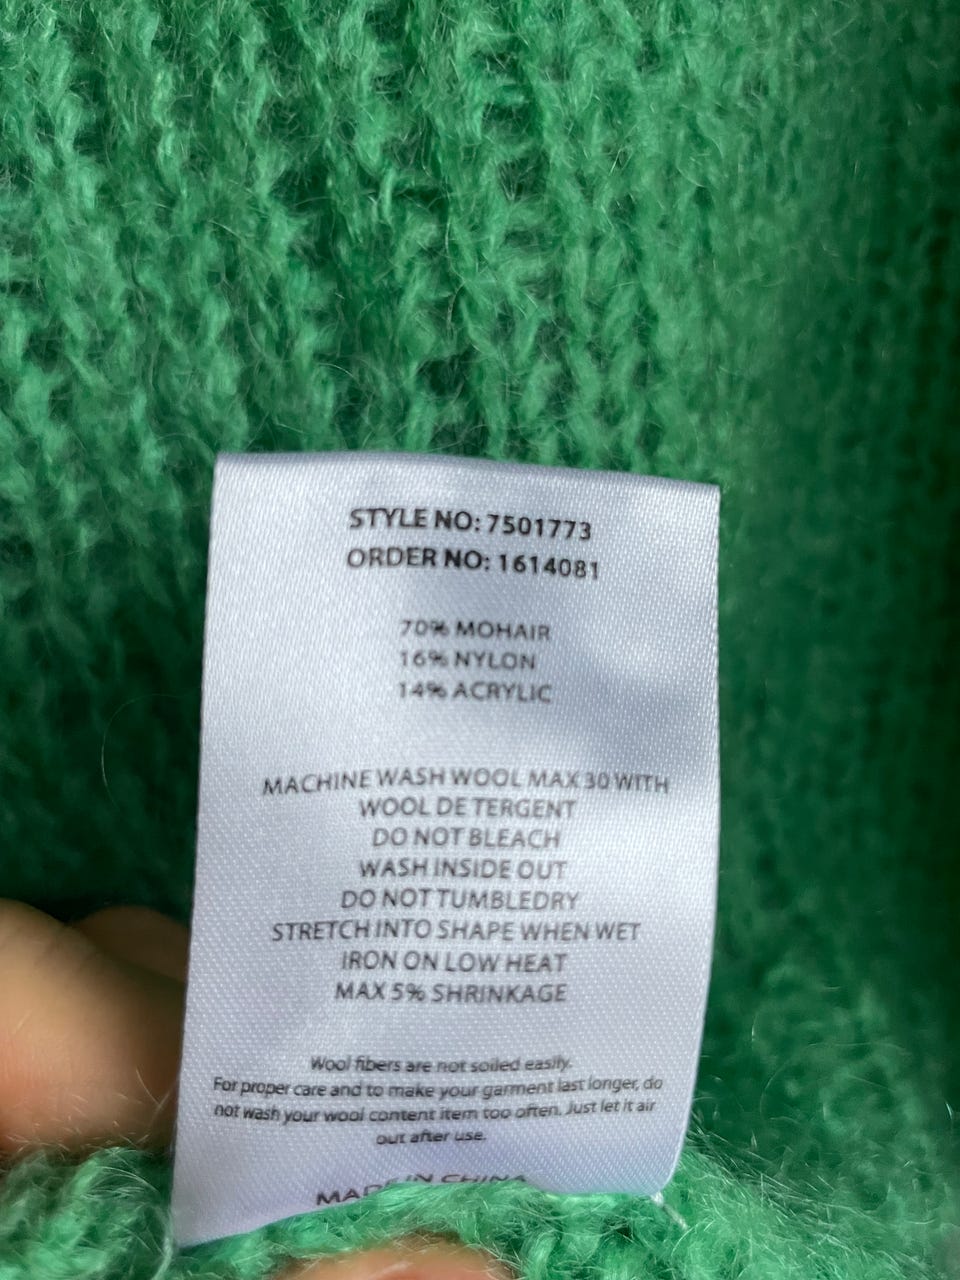 STYLE NO: 7501773
ORDER NO: 1614081
70% MOHAIR
16% NYLON
14% ACRYLIC
MACHINE WASH WOOL MAX 30 WITH
WOOL DE TERGENT
DO NOT BLEACH
WASH INSIDE OUT
DO NOT TUMBLEDRY
STRETCH INTO SHAPE WHEN WET
IRON ON LOW HEAT
MAX 5% SHRINKAGE
Wool fibers are not soiled easily.
For proper care and to make your garment last longer, do
not wash your wool content item too often. Just let it air
out after use.
MADE IN CHINA